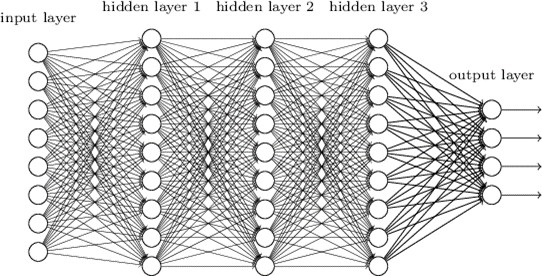 input layer
hidden layer 1
hidden layer 2
hidden layer 3
output layer